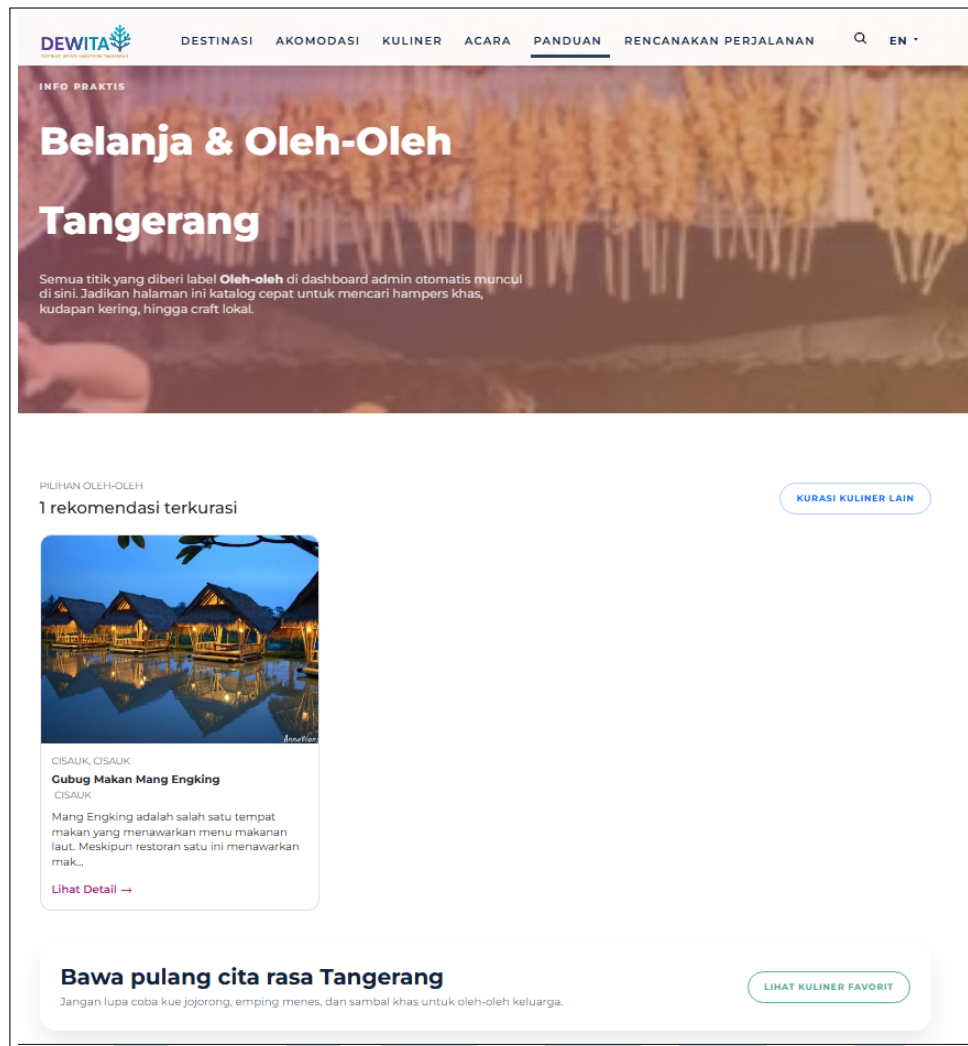 DEWITA
DESTINASI AKOMODASI KULINER ACARA PANDUAN RENCANAKAN PERJALANAN EN
INFO PRAKTIS
Belanja & Oleh-Oleh
Tangerang
Semua titik yang diberi label Oleh-oleh di dashboard admin otomatis muncul
di sini. Jadikan halaman ini katalog cepat untuk mencari hampers khas,
kudapan kering, hingga craft lokal.
PILIHAN OLEH-OLEH
1 rekomendasi terkurasi
KURASI KULINER LAIN
CISAUK, CISAUK
Gubug Makan Mang Engking
CISAUK
Mang Engking adalah salah satu tempat
makan yang menawarkan menu makanan
laut. Meskipun restoran satu ini menawarkan
mak...
Lihat Detail →
Bawa pulang cita rasa Tangerang
Jangan lupa coba kue jojorong, emping menes, dan sambal khas untuk oleh-oleh keluarga.
LIHAT KULINER FAVORIT